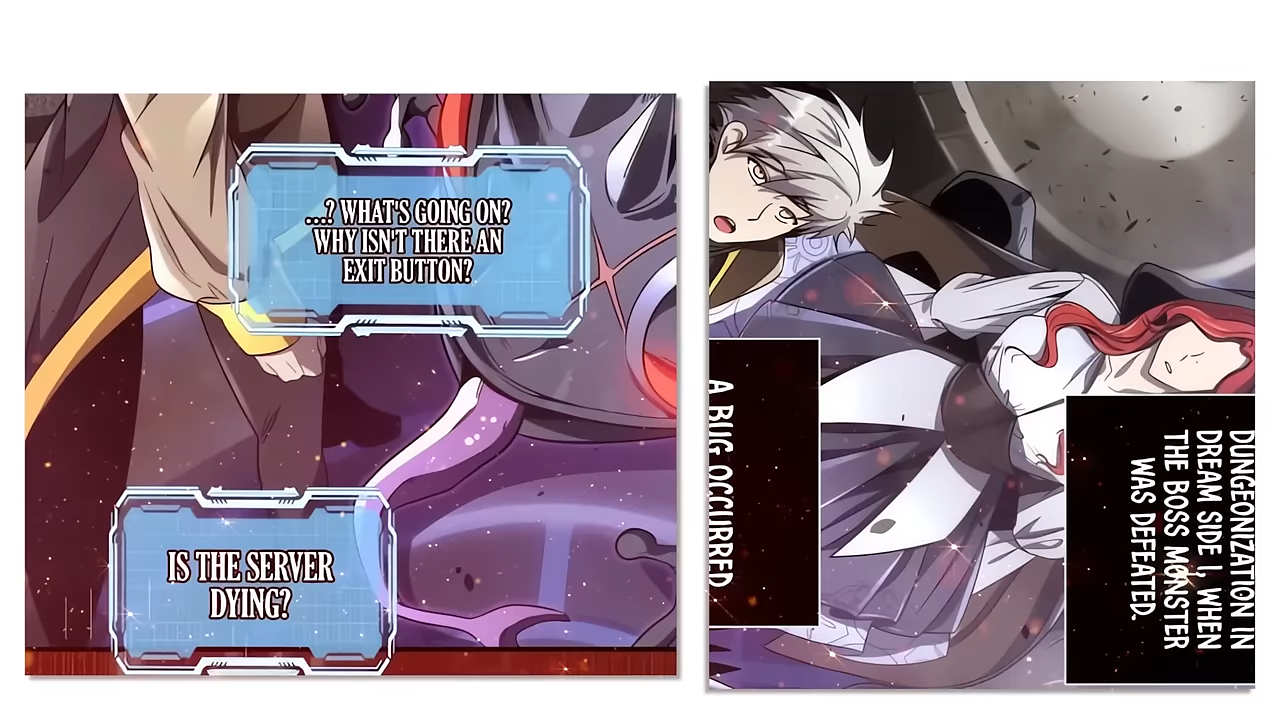 ...? WHAT'S GOING ON?
WHY ISN'T THERE AN
EXIT BUTTON?
IS THE SERVER
DYING?
DUNGEONIZATION IN
DREAM SIDE 1, WHEN
THE BOSS MONSTER
WAS DEFEATED.
A BUG OCCURRED